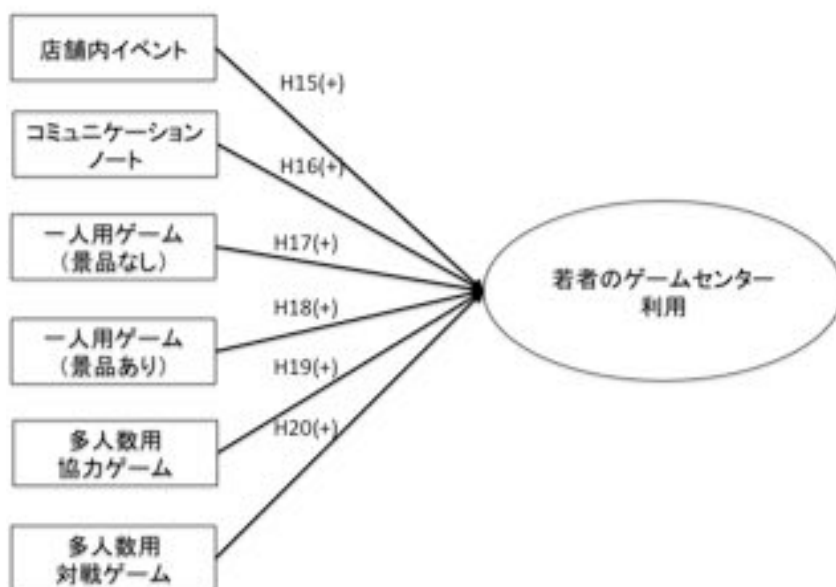 店舗内イベント
コミュニケーション
ノート
一人用ゲーム
(景品なし)
一人用ゲーム
(景品あり)
多人数用
協力ゲーム
多人数用
対戦ゲーム
H15(+)
H16(+)
H17(+)
H18(+)
H19(+)
H20(+)
若者のゲームセンター
利用